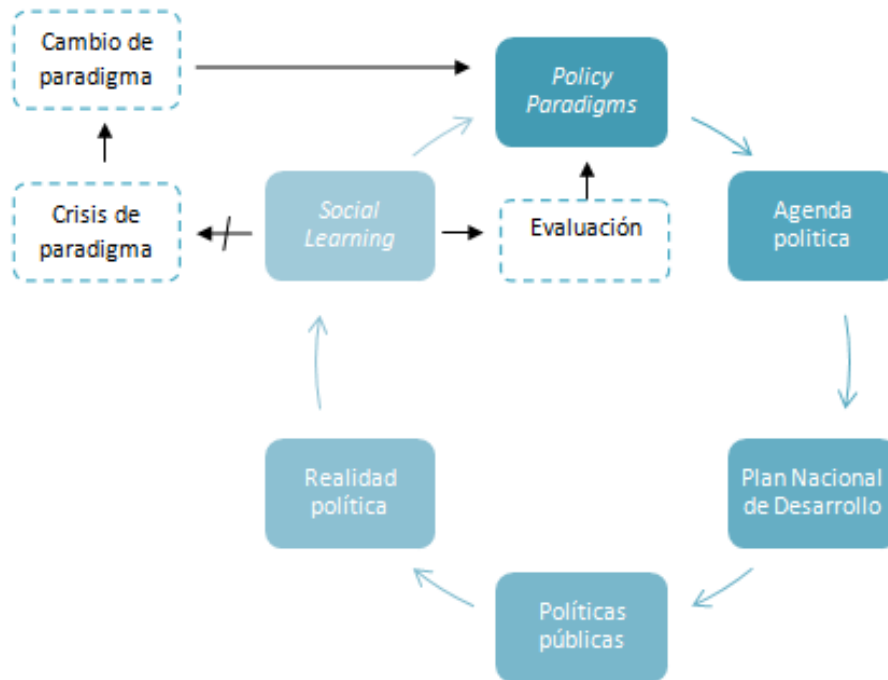 Cambio de
paradigma
Policy
Paradigms
Crisis de
paradigma
Social
Learning
Evaluación
Agenda
politica
Realidad
política
Plan Nacional
de Desarrollo
Políticas
públicas